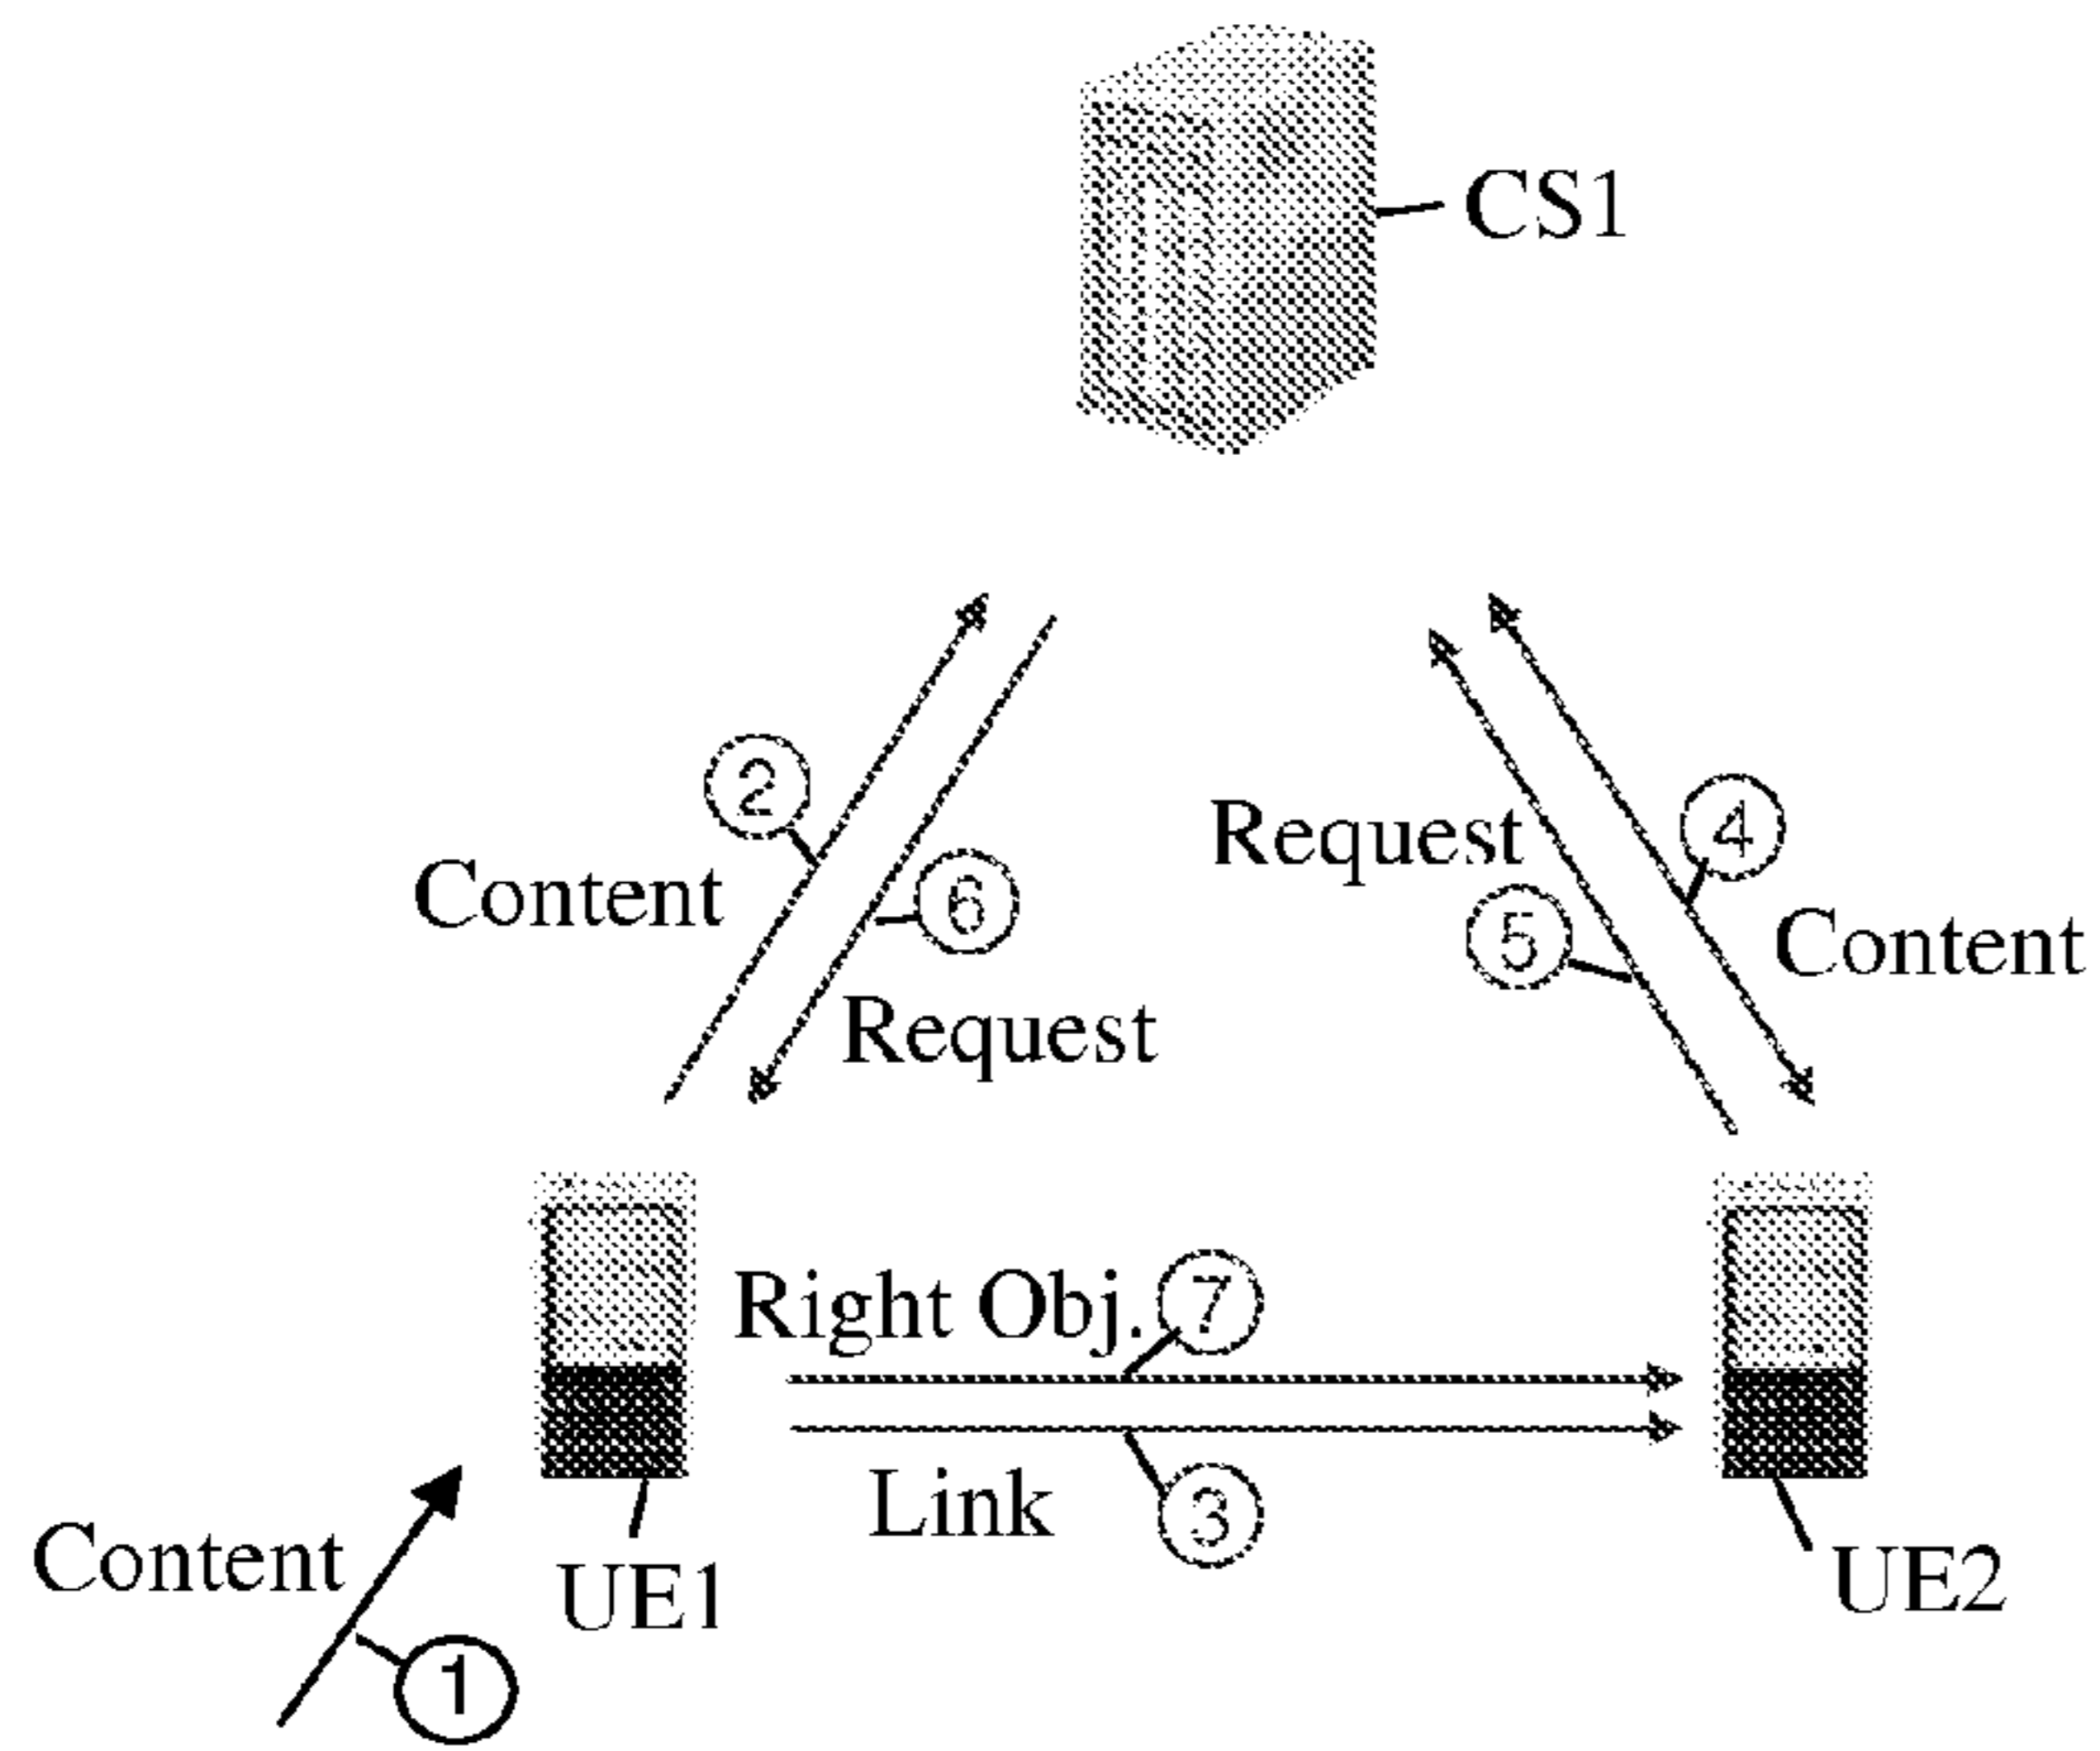 CS1
2
4
Request
Content
6
5
Content
Request
Right Obj. 7
Link
3
Content
UE1
UE2
1